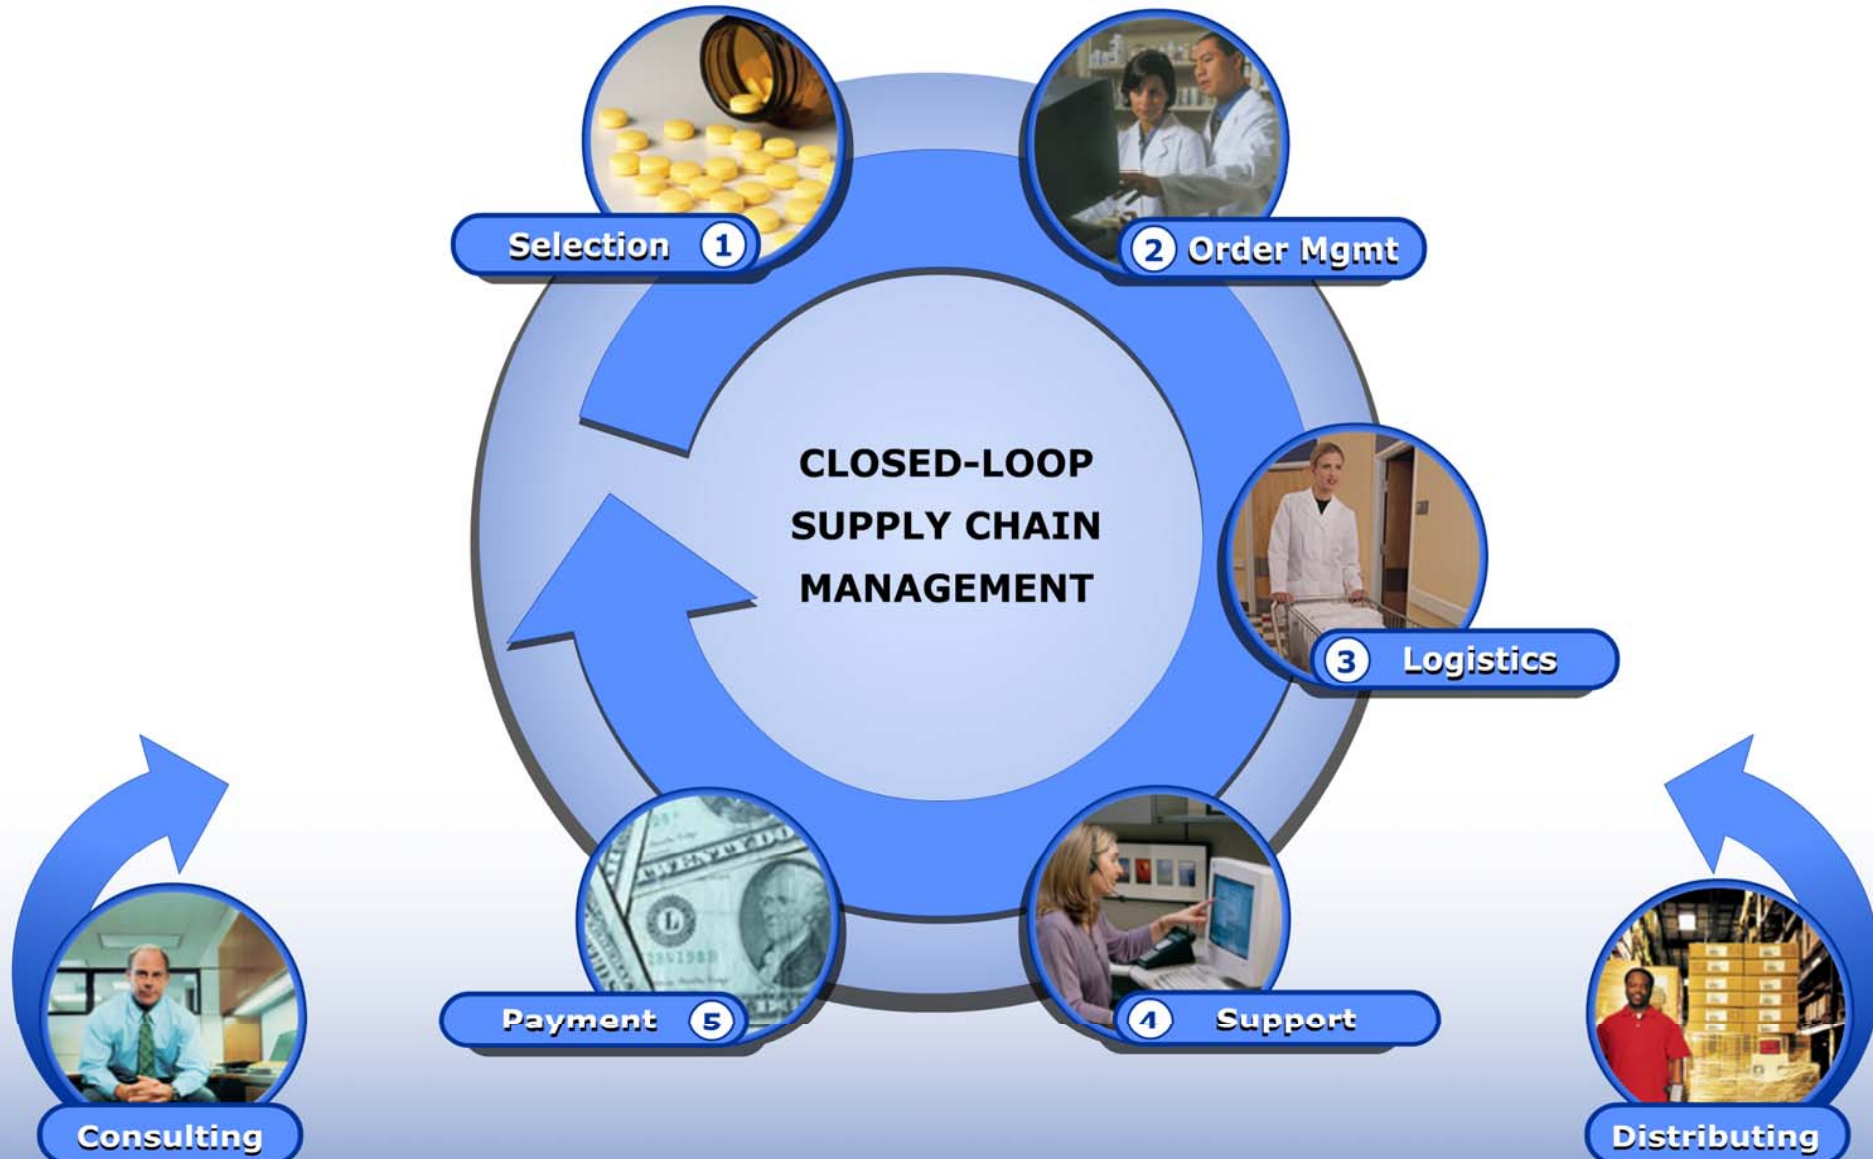 Selection 1
2 Order Mgmt
CLOSED-LOOP
SUPPLY CHAIN
MANAGEMENT
3 Logistics
Payment 5
4 Support
Consulting
Distributing